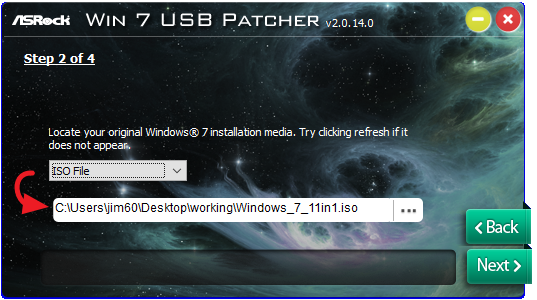 ASRock Win 7 USB Patcher v2.0.14.0
Step 2 of 4
Locate your original Windows® 7 installation media. Try clicking refresh if it
does not appear.
ISO File
C:\Users\jim60\Desktop\working\Windows_7_11in1.iso ...
< Back
Next >